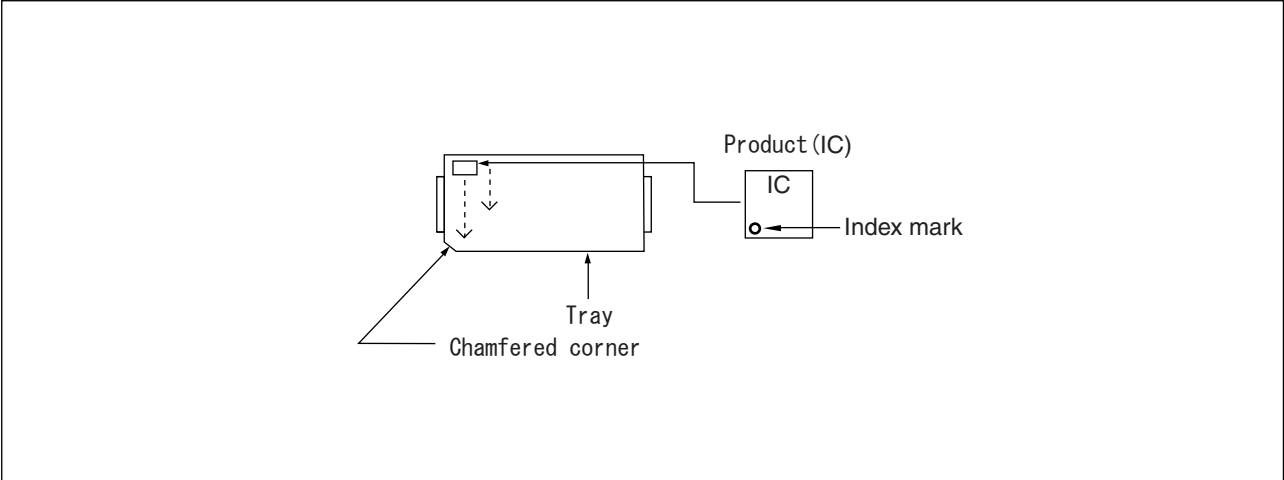 Product(IC)
IC
Index mark
Tray
Chamfered corner